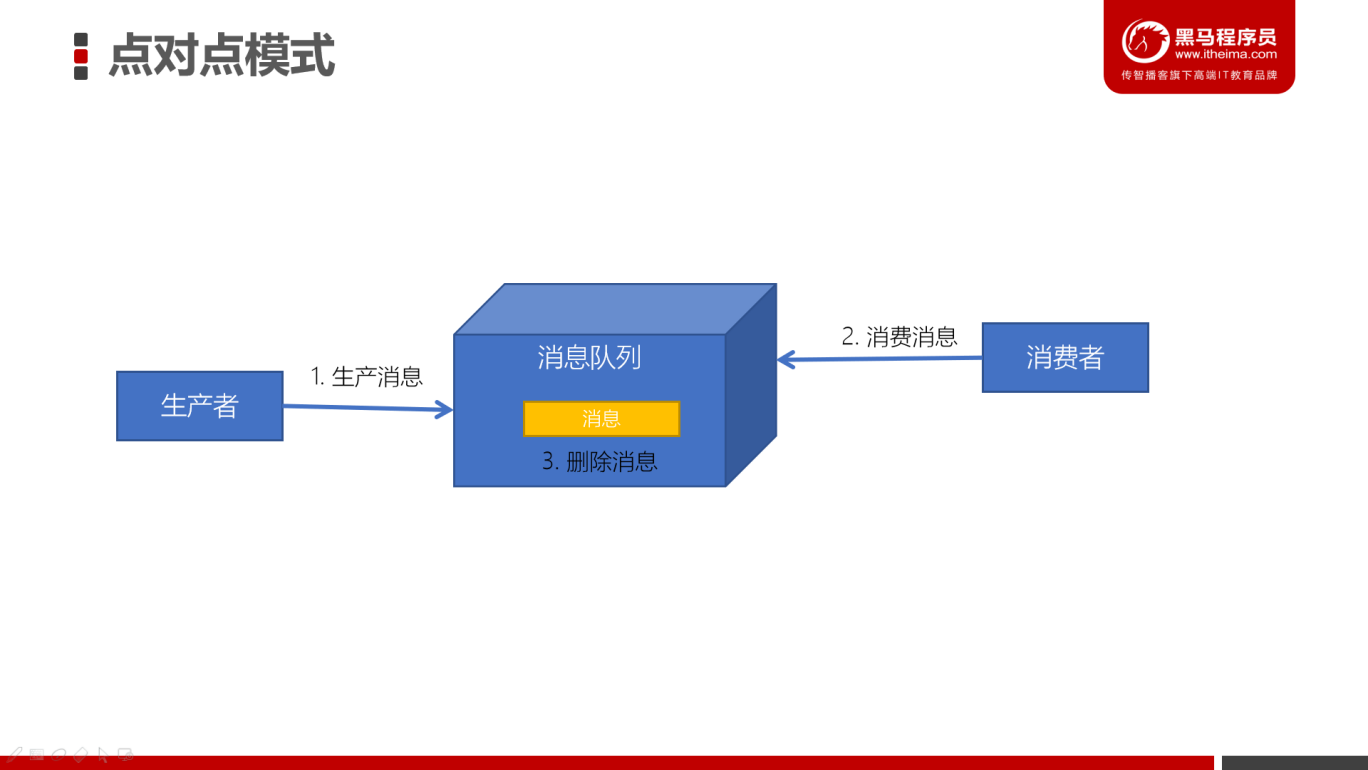 点对点模式
黑马程序员
www.itheima.com
传智播客旗下高端IT教育品牌
消息队列
2. 消费消息
消费者
1. 生产消息
生产者
消息
3. 删除消息